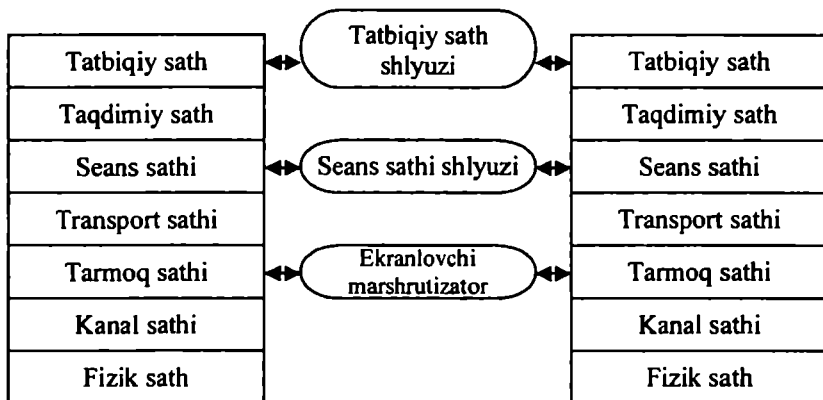 Tatbiqiy sath
Taqdimiy sath
Seans sathi
Transport sathi
Tarmoq sathi
Kanal sathi
Fizik sath
Tatbiqiy sath
shlyuzi
Seans sathi shlyuzi
Ekranlovchi
marshrutizator
Tatbiqiy sath
Taqdimiy sath
Seans sathi
Transport sathi
Tarmoq sathi
Kanal sathi
Fizik sath